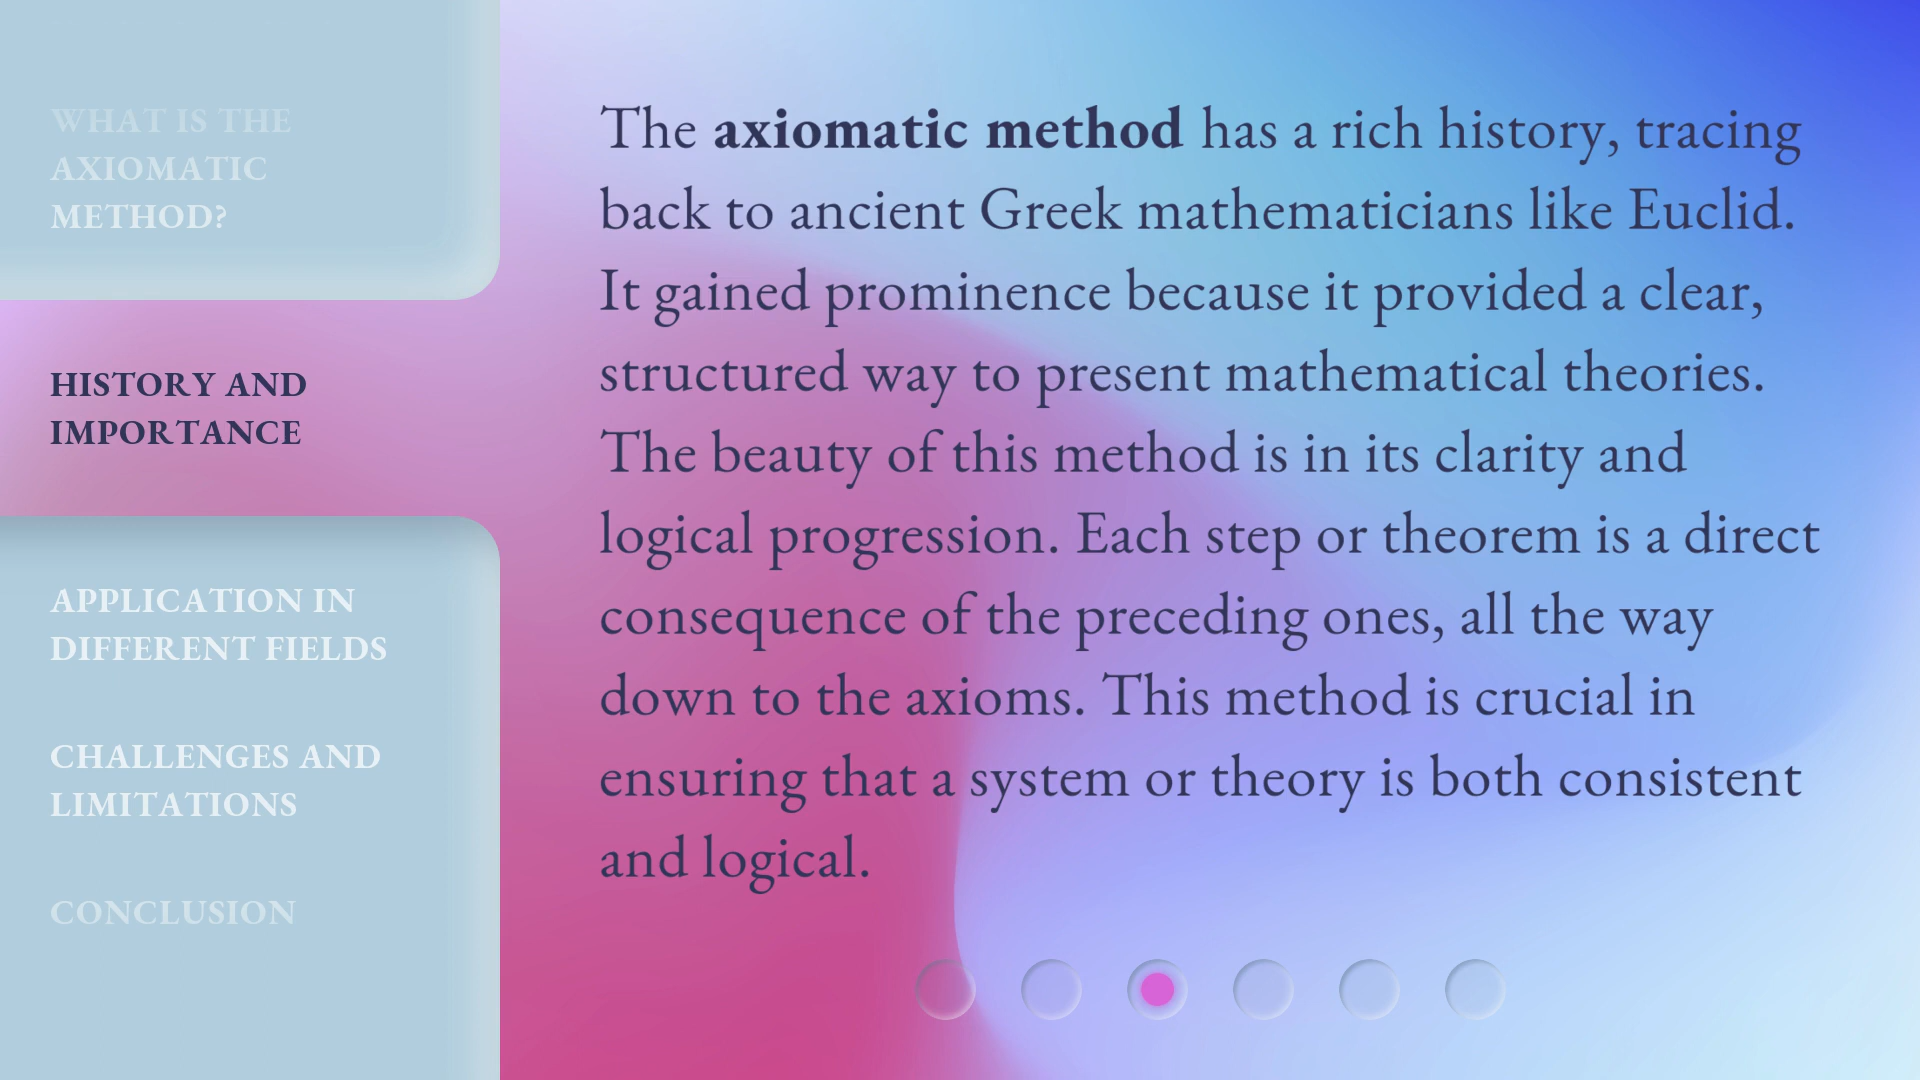 WHAT IS THE
AXIOMATIC
METHOD?
HISTORY AND
IMPORTANCE
APPLICATION IN
DIFFERENT FIELDS
CHALLENGES AND
LIMITATIONS
CONCLUSION
The axiomatic method has a rich history, tracing
back to ancient Greek mathematicians like Euclid.
It gained prominence because it provided a clear,
structured way to present mathematical theories.
The beauty of this method is in its clarity and
logical progression. Each step or theorem is a direct
consequence of the preceding ones, all the way
down to the axioms. This method is crucial in
ensuring that a system or theory is both consistent
and logical.